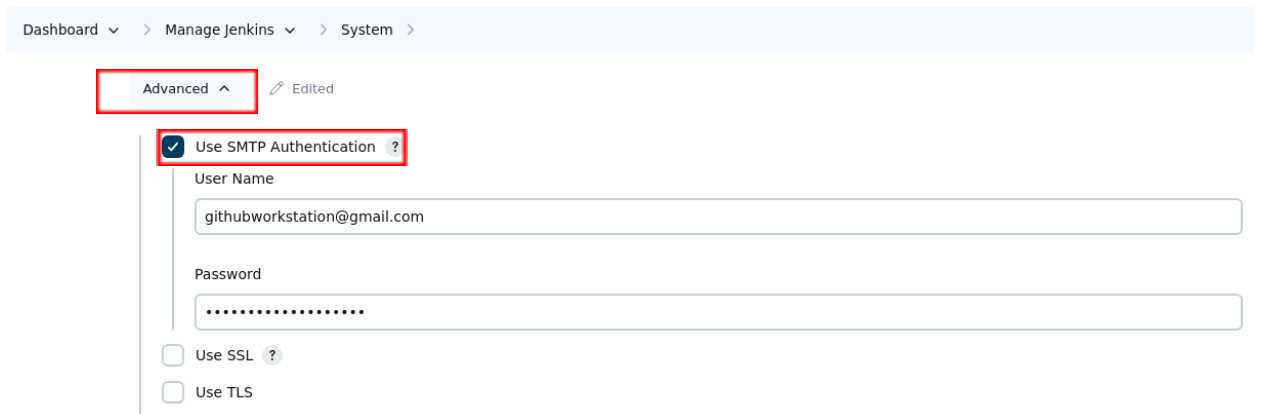 Dashboard Manage Jenkins System
Advanced Edited
Use SMTP Authentication ?
User Name
githubworkstation@gmail.com
Password
•••••••••••••••••••
Use SSL ?
Use TLS